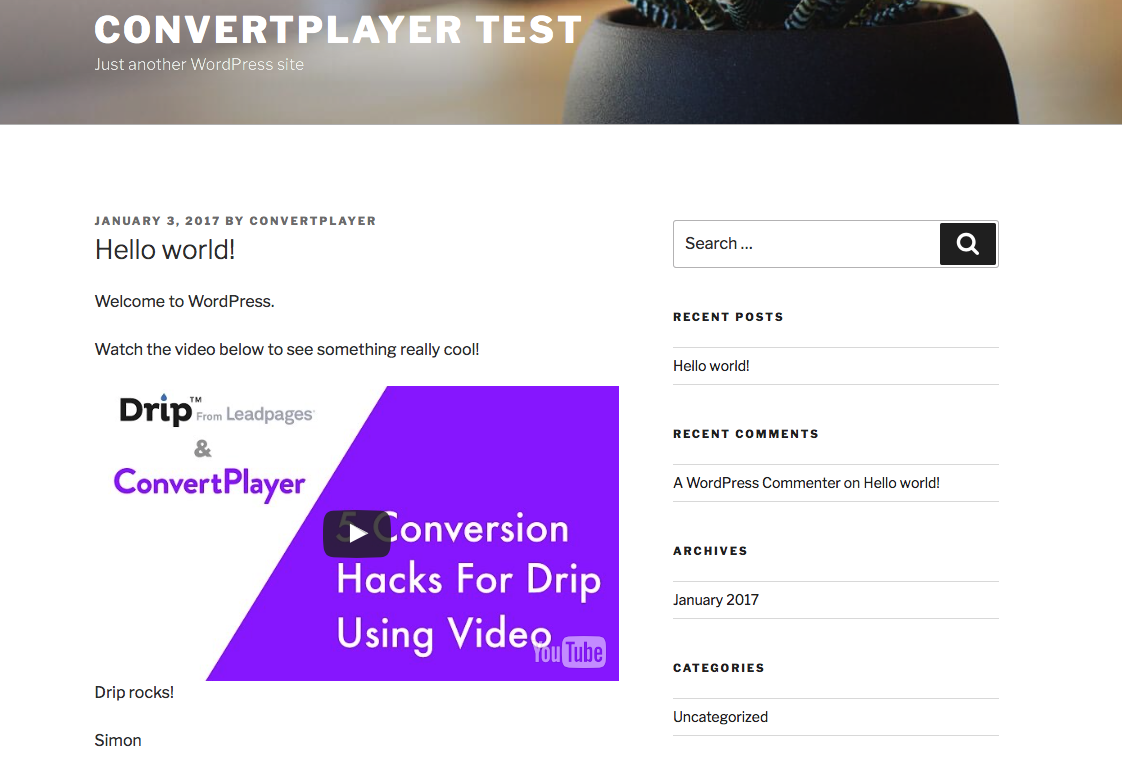 CONVERTPLAYER TEST
Just another WordPress site
JANUARY 3, 2017 BY CONVERTPLAYER
Hello world!
Welcome to WordPress.
Watch the video below to see something really cool!
Drip™ From Leadpages
&
ConvertPlayer
5 Conversion
Hacks For Drip
Using Video
YouTube
Drip rocks!
Simon
Search ...
RECENT POSTS
Hello world!
RECENT COMMENTS
A WordPress Commenter on Hello world!
ARCHIVES
January 2017
CATEGORIES
Uncategorized